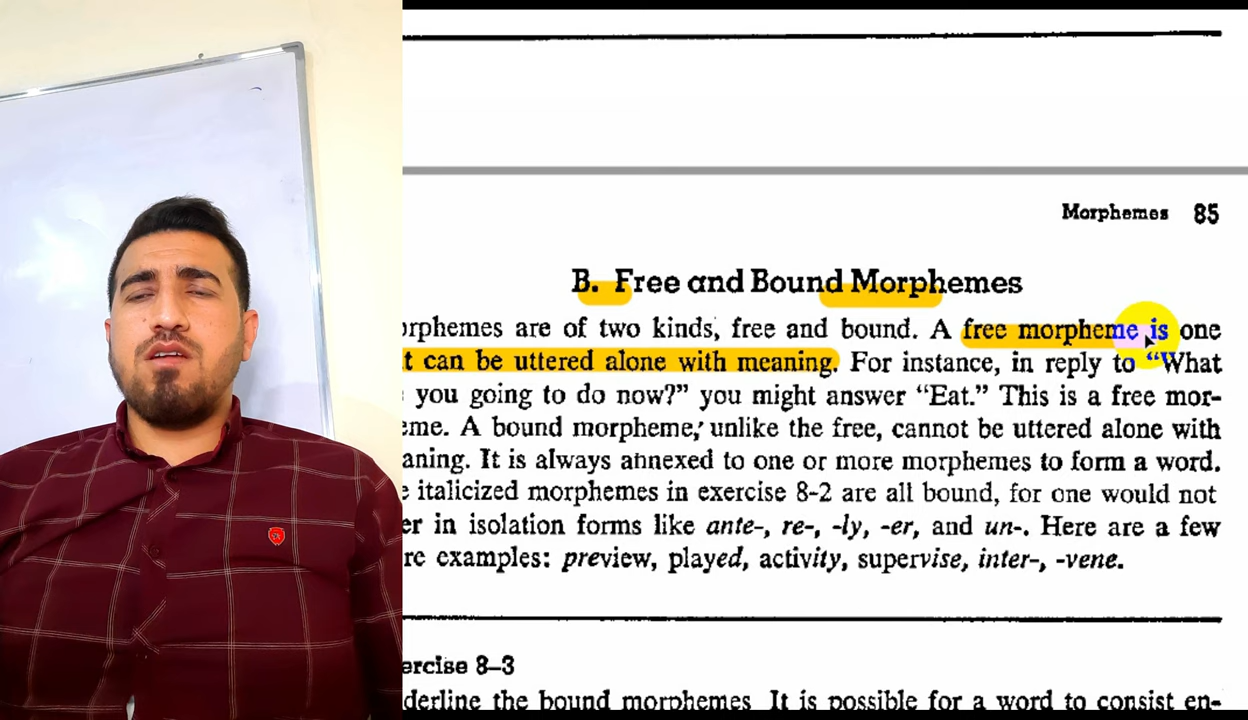 Morphemes 85
B. Free and Bound Morphemes
orphemes are of two kinds, free and bound. A free morpheme is one
t can be uttered alone with meaning. For instance, in reply to “What
you going to do now?” you might answer “Eat.” This is a free mor-
eme. A bound morpheme, unlike the free, cannot be uttered alone with
aning. It is always annexed to one or more morphemes to form a word.
e italicized morphemes in exercise 8-2 are all bound, for one would not
er in isolation forms like ante-, re-, -ly, -er, and un-. Here are a few
re examples: preview, played, activity, supervise, inter-, -vene.
ercise 8–3
derline the bound morphemes. It is possible for a word to consist en-